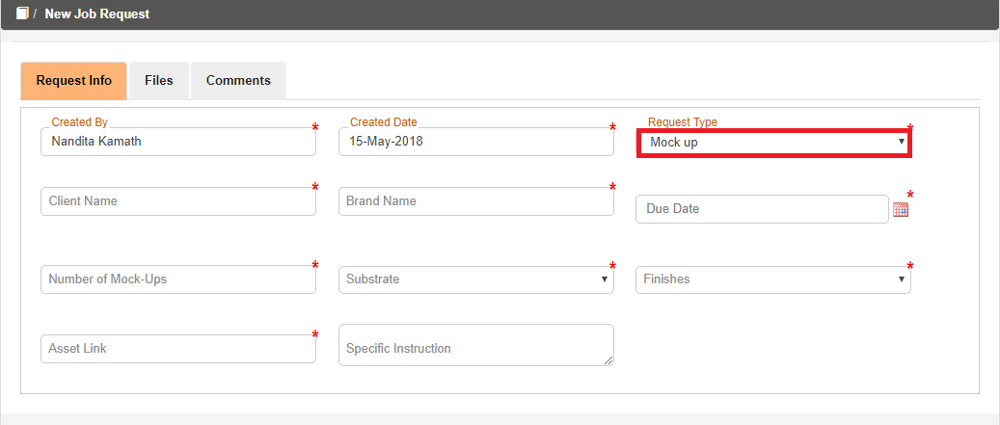 / New Job Request
Request Info Files Comments
Created By * Created Date * Request Type *
Nandita Kamath 15-May-2018 Mock up
Client Name * Brand Name * Due Date *
Number of Mock-Ups * Substrate * Finishes *
Asset Link * Specific Instruction